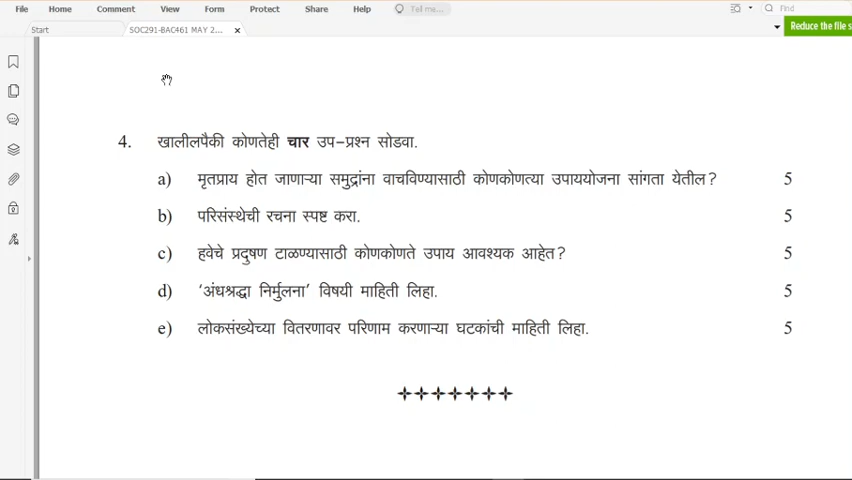 File Home Comment View Form Protect Share Help Tell me... Find
Start SOC291-BAC461 MAY 2... × Reduce the file s
4. खालीलपैकी कोणतेही चार उप-प्रश्न सोडवा.
a) मृतप्राय होत जाणाऱ्या समुद्रांना वाचविण्यासाठी कोणकोणत्या उपाययोजना सांगता येतील? 5
b) परिसंस्थेची रचना स्पष्ट करा. 5
c) हवेचे प्रदुषण टाळण्यासाठी कोणकोणते उपाय आवश्यक आहेत? 5
d) ‘अंधश्रद्धा निर्मुलना’ विषयी माहिती लिहा. 5
e) लोकसंख्येच्या वितरणावर परिणाम करणाऱ्या घटकांची माहिती लिहा. 5